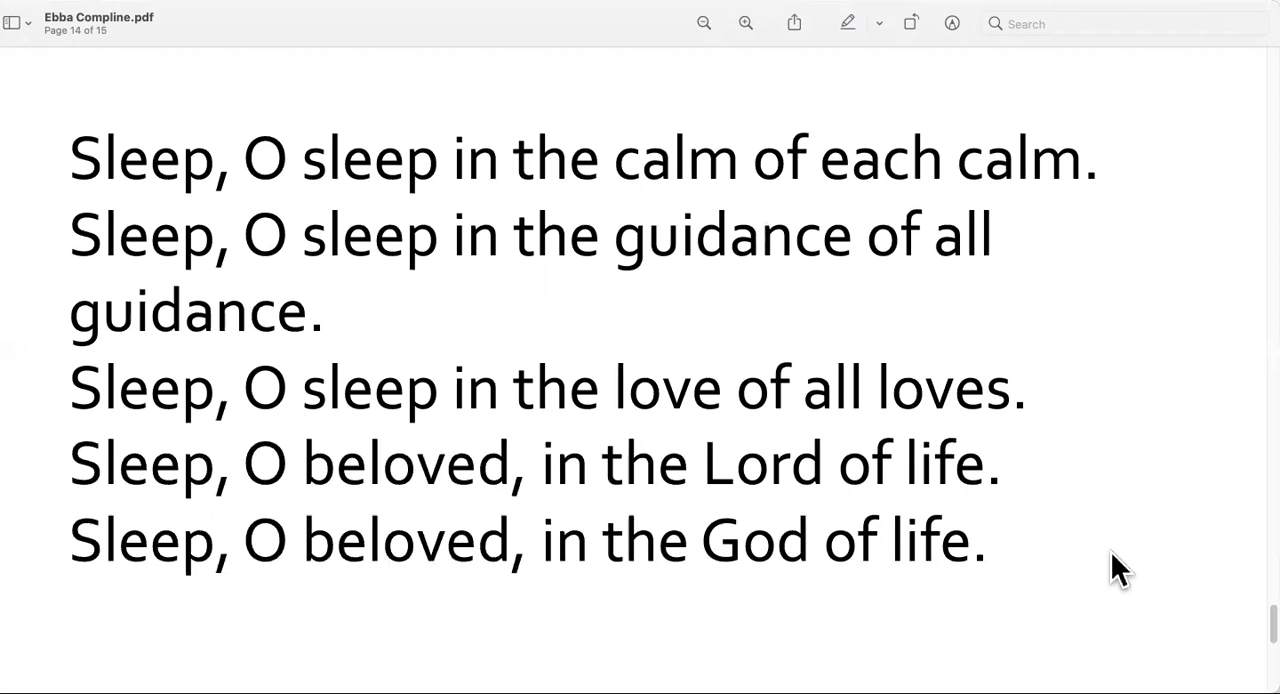 Ebba Compline.pdf
Page 14 of 15
Search
Sleep, O sleep in the calm of each calm.
Sleep, O sleep in the guidance of all
guidance.
Sleep, O sleep in the love of all loves.
Sleep, O beloved, in the Lord of life.
Sleep, O beloved, in the God of life.